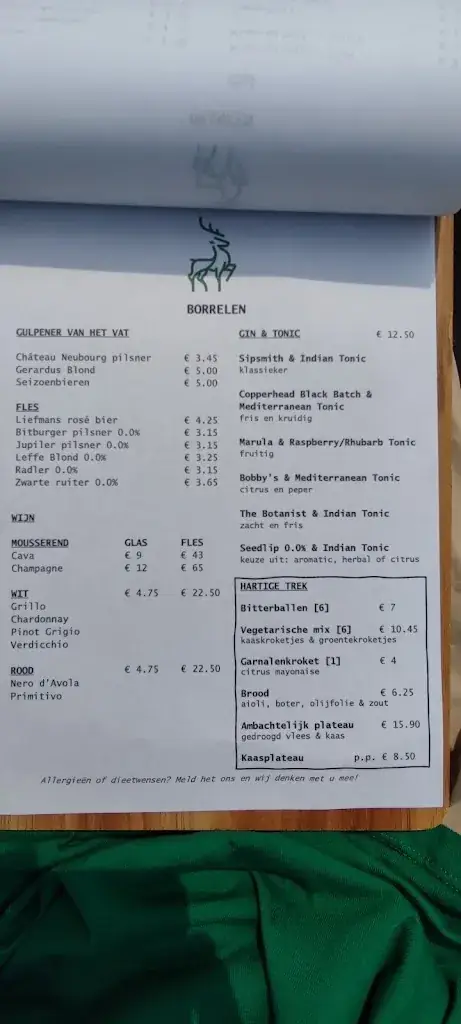 BORRELEN
GULPENER VAN HET VAT
Château Neubourg pilsner € 3.45
Gerardus Blond € 5.00
Seizoenbieren € 5.00
FLES
Liefmans rosé bier € 4.25
Bitburger pilsner 0.0% € 3.15
Jupiler pilsner 0.0% € 3.15
Leffe Blond 0.0% € 3.25
Radler 0.0% € 3.15
Zwarte ruiter 0.0% € 3.65
WIJN
MOUSSEREND GLAS FLES
Cava € 9 € 43
Champagne € 12 € 65
WIT € 4.75 € 22.50
Grillo
Chardonnay
Pinot Grigio
Verdicchio
ROOD € 4.75 € 22.50
Nero d'Avola
Primitivo
GIN & TONIC € 12.50
Sipsmith & Indian Tonic
klassieker
Copperhead Black Batch &
Mediterranean Tonic
fris en kruidig
Marula & Raspberry/Rhubarb Tonic
fruitig
Bobby's & Mediterranean Tonic
citrus en peper
The Botanist & Indian Tonic
zacht en fris
Seedlip 0.0% & Indian Tonic
keuze uit: aromatic, herbal of citrus
HARTIGE TREK
Bitterballen [6] € 7
Vegetarische mix [6] € 10.45
kaaskroketjes & groentekroketjes
Garnalenkroket [1] € 4
citrus mayonaise
Brood € 6.25
aioli, boter, olijfolie & zout
Ambachtelijk plateau € 15.90
gedroogd vlees & kaas
Kaasplateau p.p. € 8.50
Allergieën of dieetwensen? Meld het ons en wij denken met u mee!